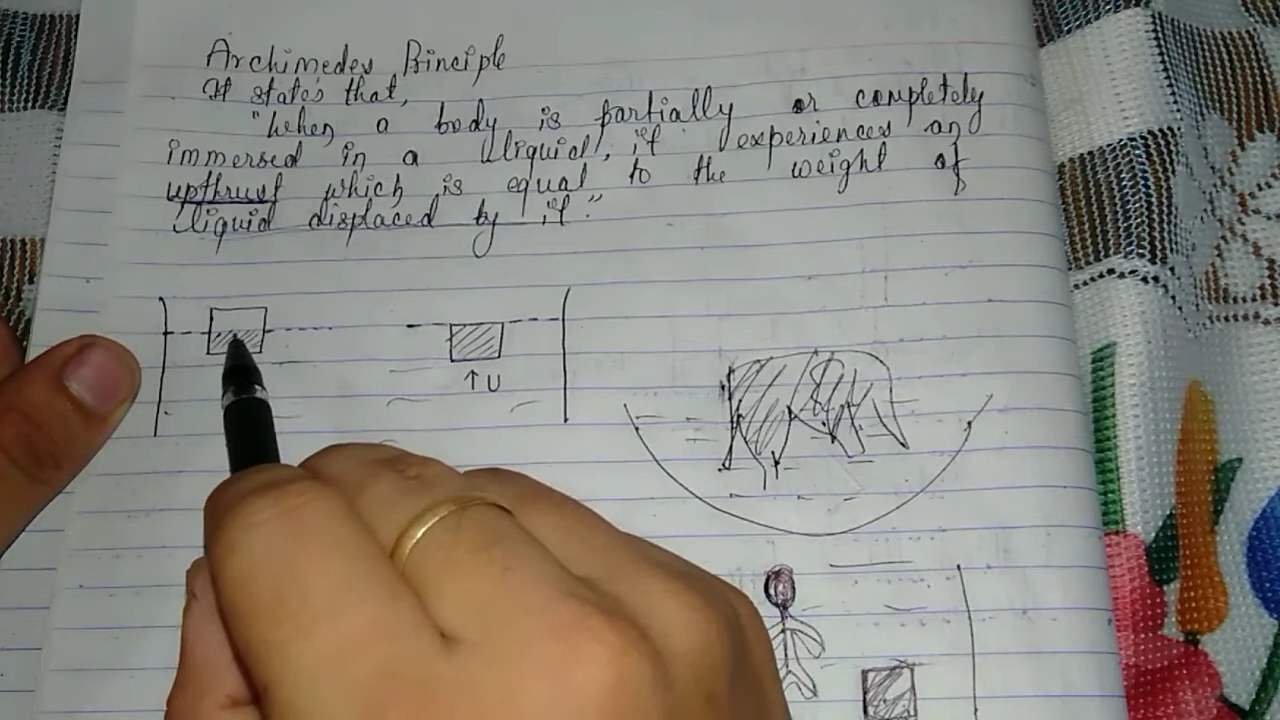 Archimedes Principle
It states that,
"When a body is partially or completely
immersed in a liquid, it experiences an
upthrust which is equal to the weight of
liquid displaced by it."
↑U